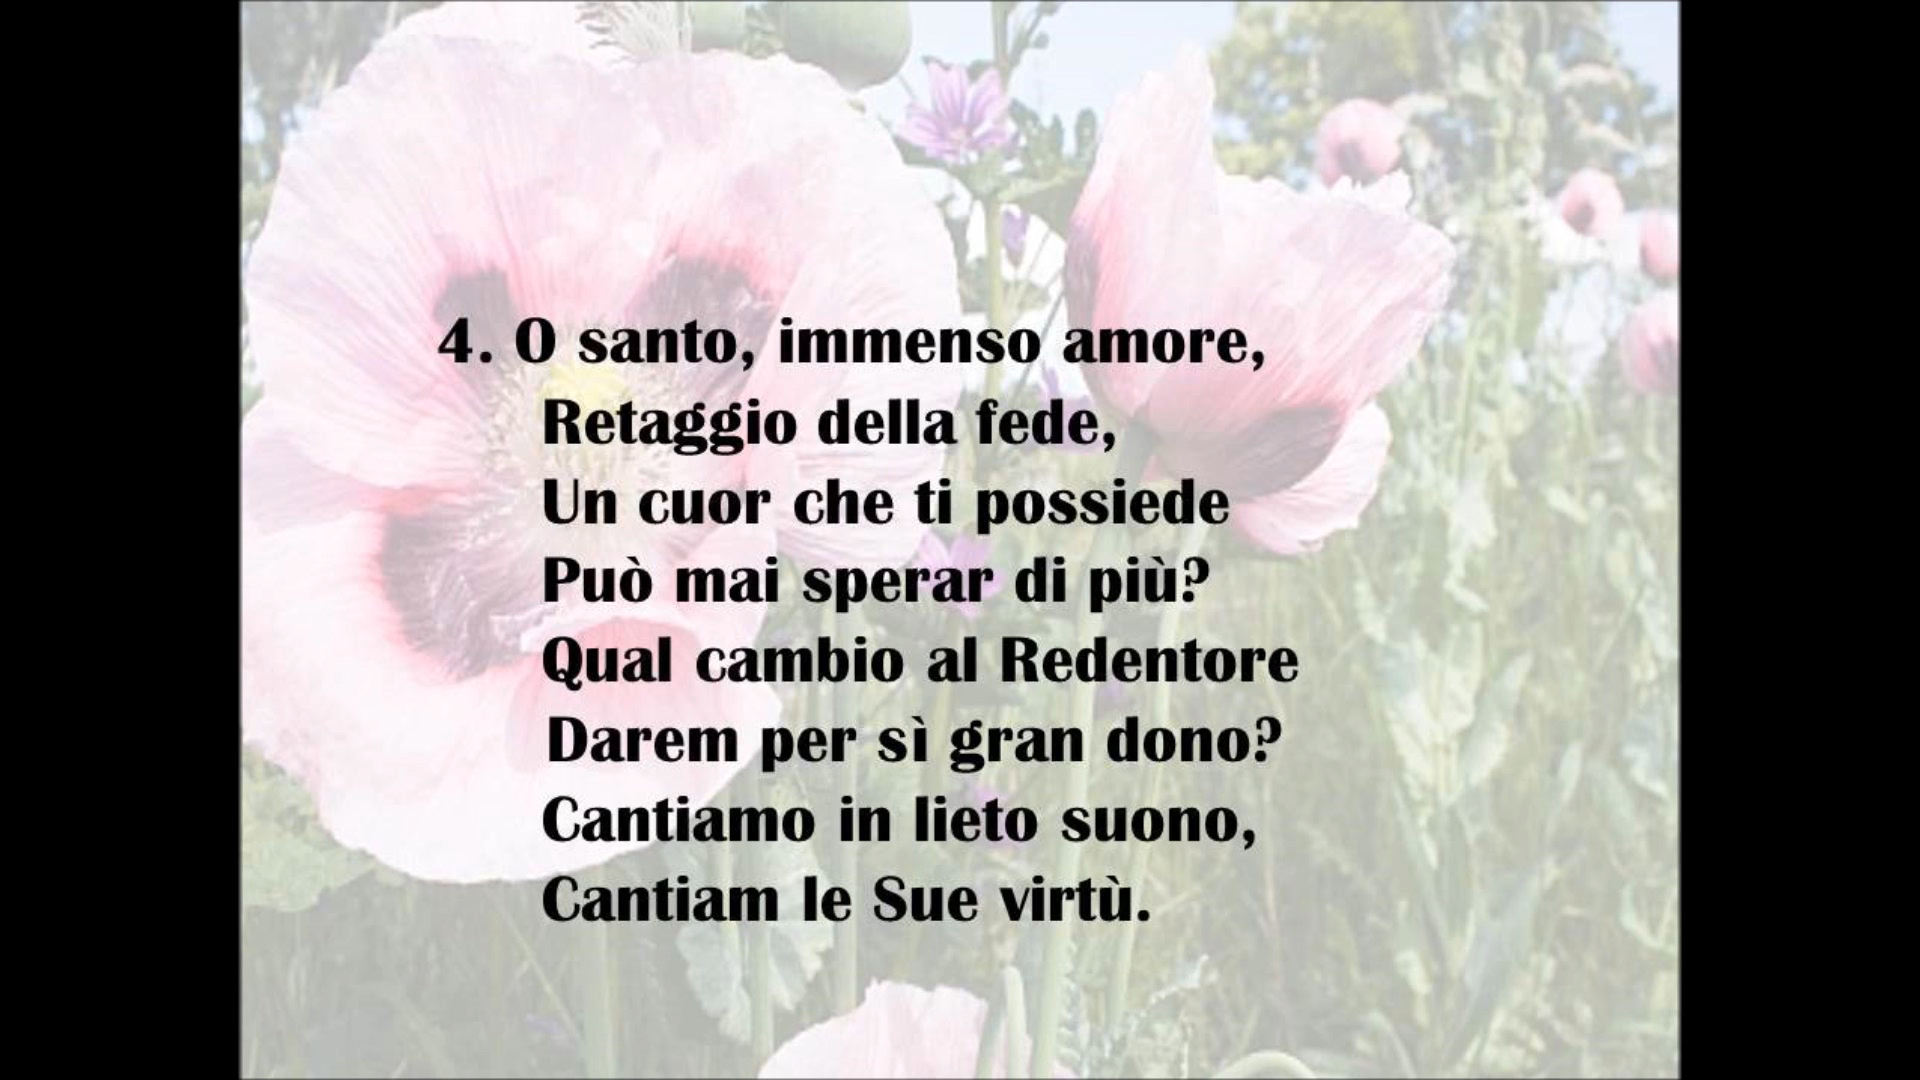 4. O santo, immenso amore,
Retaggio della fede,
Un cuor che ti possiede
Può mai sperar di più?
Qual cambio al Redentore
Darem per sì gran dono?
Cantiamo in lieto suono,
Cantiam le Sue virtù.